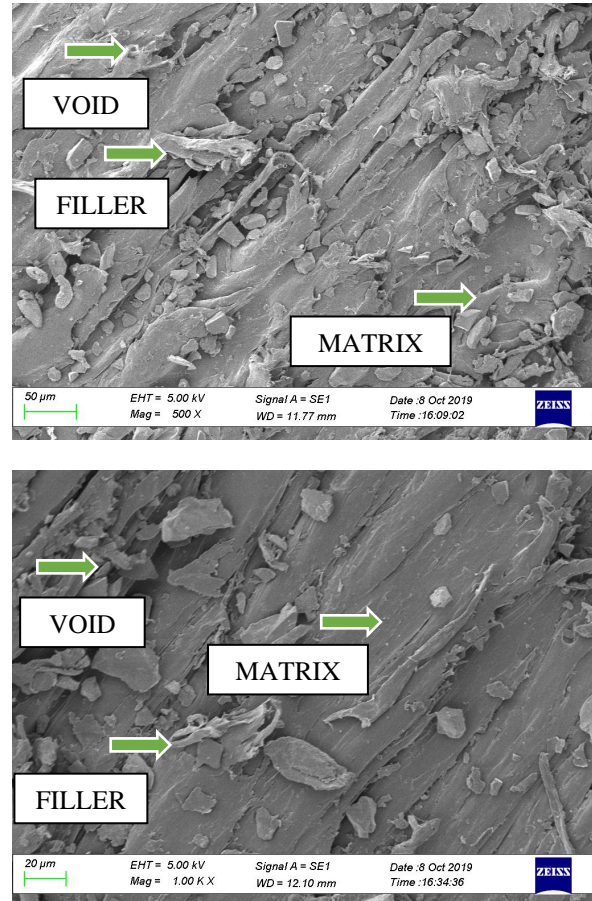 VOID
FILLER
MATRIX
50 µm
EHT = 5.00 kV
Signal A = SE1
Date :8 Oct 2019
Mag = 500 X
WD = 11.77 mm
Time :16:09:02
ZEISS
VOID
MATRIX
FILLER
20 µm
EHT = 5.00 kV
Signal A = SE1
Date :8 Oct 2019
Mag = 1.00 K X
WD = 12.10 mm
Time :16:34:36
ZEISS